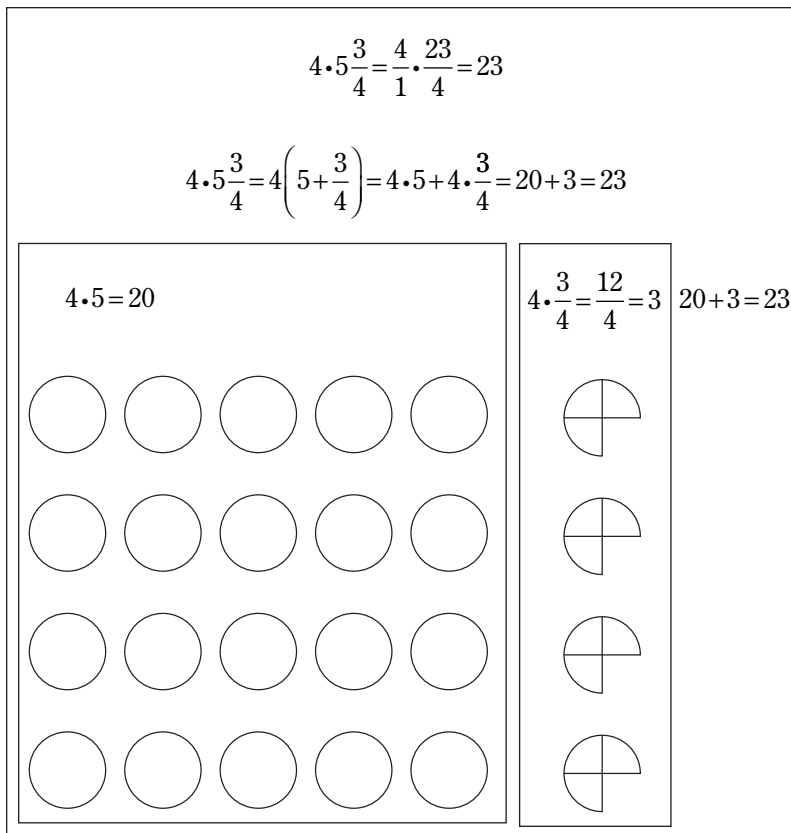 4•5 3/4 = 4/1 • 23/4 = 23
4•5 3/4 = 4(5 + 3/4) = 4•5 + 4•3/4 = 20 + 3 = 23
4•5 = 20
4•3/4 = 12/4 = 3
20 + 3 = 23